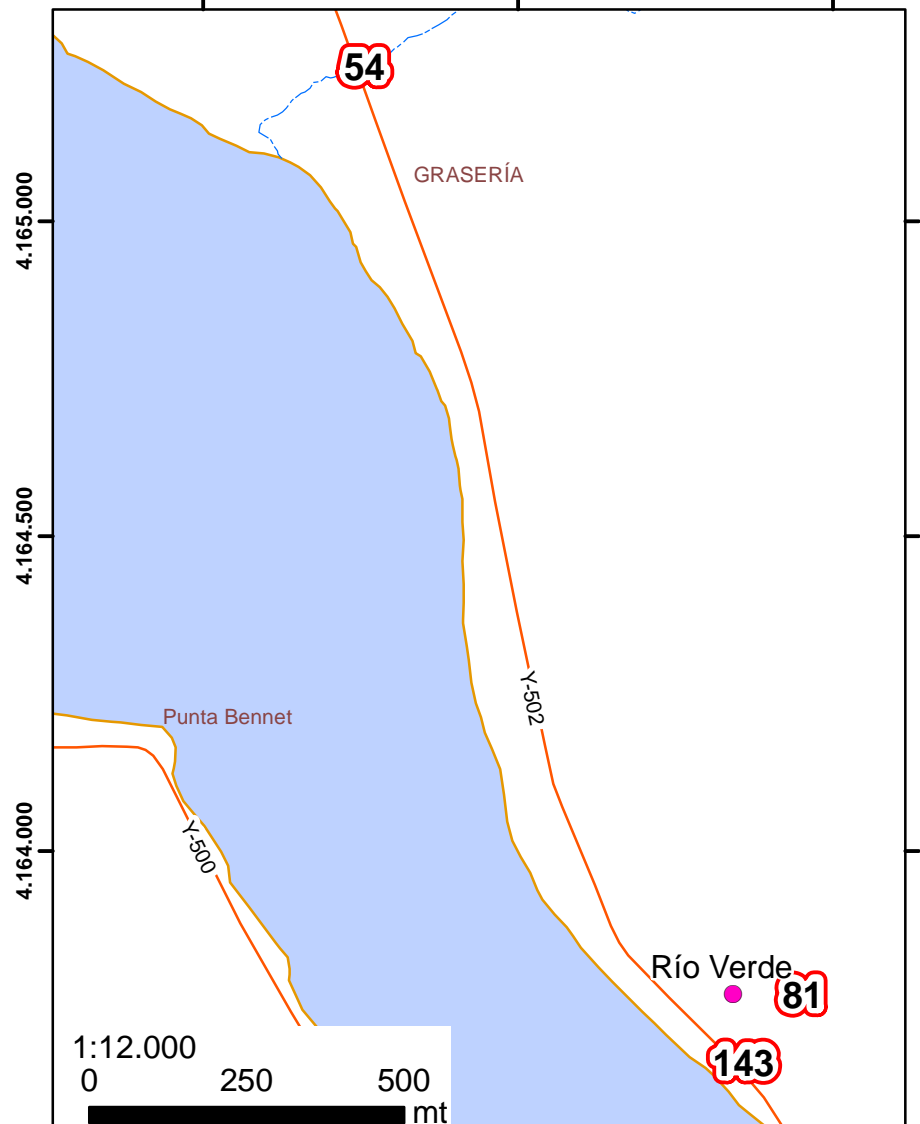 54
GRASERÍA
4.165.000
4.164.500
Y-502
Punta Bennet
Y-500
4.164.000
Río Verde
81
143
1:12.000
0 250 500
mt